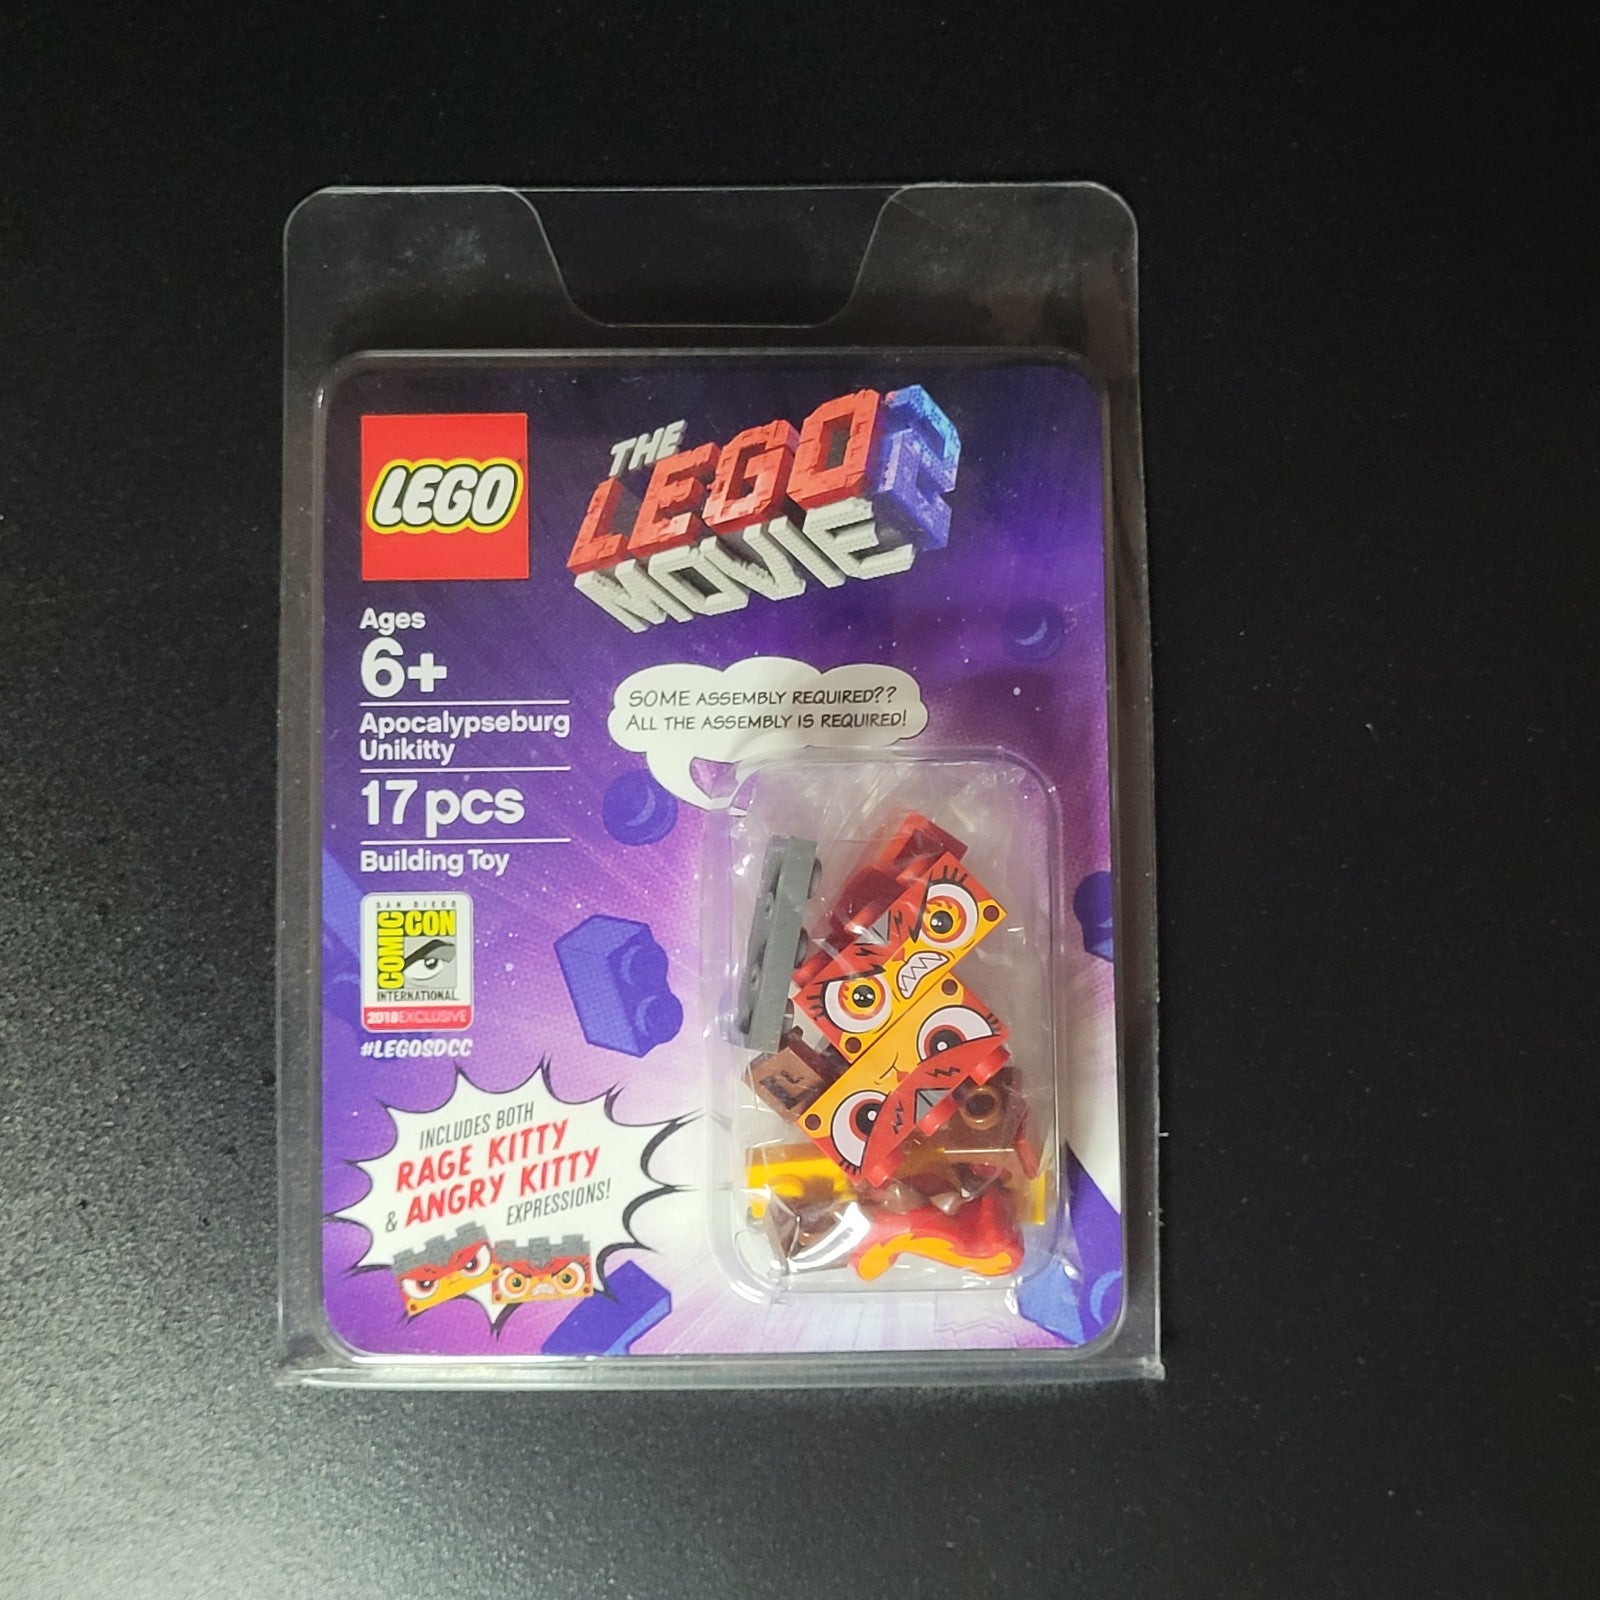 LEGO
THE
LEGO 2
MOVIE
Ages
6+
Apocalypseburg
Unikitty
17 pcs
Building Toy
SOME ASSEMBLY REQUIRED??
ALL THE ASSEMBLY IS REQUIRED!
SAN DIEGO
COMIC CON
INTERNATIONAL
2018 EXCLUSIVE
#LEGOSDCC
INCLUDES BOTH
RAGE KITTY
& ANGRY KITTY
EXPRESSIONS!